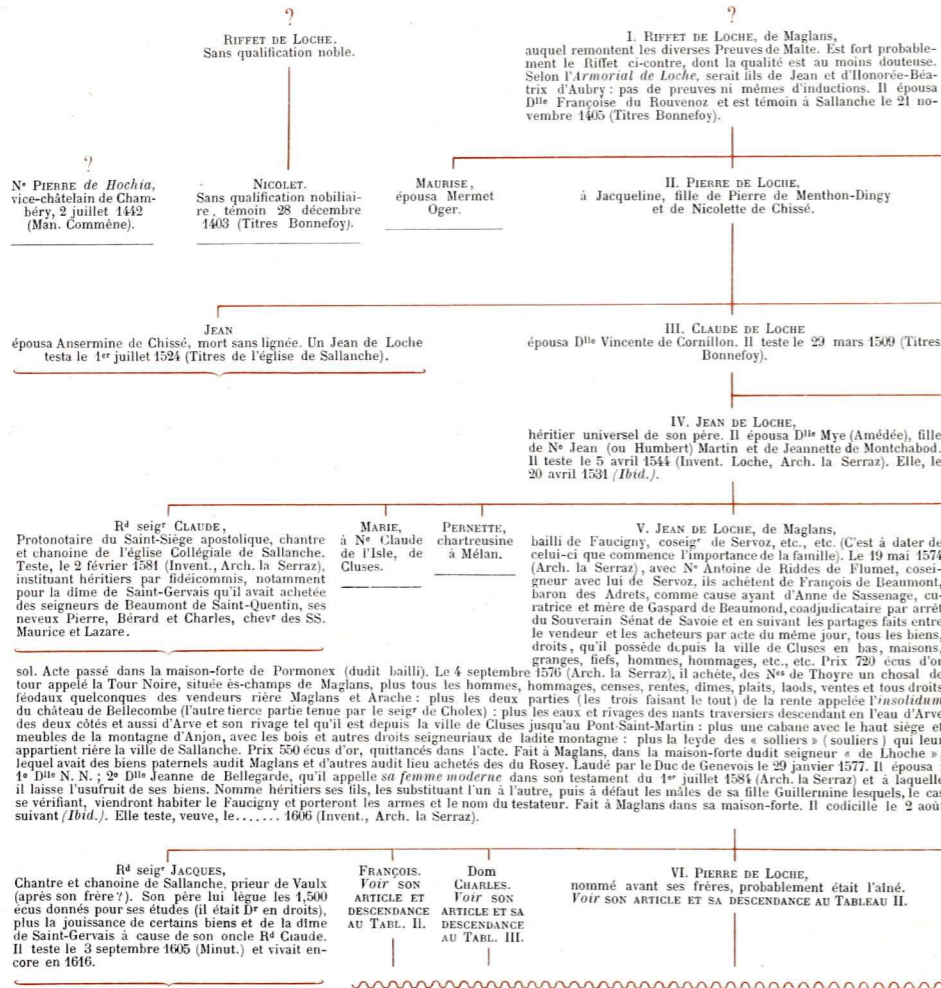 ?
RIFFET DE LOCHE.
Sans qualification noble.
?
I. RIFFET DE LOCHE, de Maglans,
auquel remontent les diverses Preuves de Malte. Est fort probable-
ment le Riffet ci-contre, dont la qualité est au moins douteuse.
Selon l'Armorial de Loche, serait fils de Jean et d'Honorée-Béa-
trix d'Aubry : pas de preuves ni mêmes d'inductions. Il épousa
Dlle Françoise du Rouvenoz et est témoin à Sallanche le 21 no-
vembre 1405 (Titres Bonnefoy).
?
Ne PIERRE de Hochia,
vice-châtelain de Cham-
béry, 2 juillet 1442
(Man. Commène).
NICOLET.
Sans qualification nobiliai-
re, témoin 28 décembre
1403 (Titres Bonnefoy).
MAURISE,
épousa Mermet
Oger.
II. PIERRE DE LOCHE,
à Jacqueline, fille de Pierre de Menthon-Dingy
et de Nicolette de Chissé.
JEAN
épousa Ansermine de Chissé, mort sans lignée. Un Jean de Loche
testa le 1er juillet 1524 (Titres de l'église de Sallanche).
III. CLAUDE DE LOCHE
épousa Dlle Vincente de Cornillon. Il teste le 29 mars 1509 (Titres
Bonnefoy).
IV. JEAN DE LOCHE,
héritier universel de son père. Il épousa Dlle Mye (Amédée), fille
de Ne Jean (ou Humbert) Martin et de Jeannette de Montchabod.
Il teste le 5 avril 1544 (Invent. Loche, Arch. la Serraz). Elle, le
20 avril 1531 (Ibid.).
Rd seigr CLAUDE,
Protonotaire du Saint-Siège apostolique, chantre
et chanoine de l'église Collégiale de Sallanche.
Teste, le 2 février 1581 (Invent., Arch. la Serraz),
instituant héritiers par fidéicommis, notamment
pour la dîme de Saint-Gervais qu'il avait achetée
des seigneurs de Beaumont de Saint-Quentin, ses
neveux Pierre, Bérard et Charles, chevr des SS.
Maurice et Lazare.
MARIE,
à Ne Claude
de l'Isle, de
Cluses.
PERNETTE,
chartreusine
à Mélan.
V. JEAN DE LOCHE, de Maglans,
bailli de Faucigny, coseigr de Servoz, etc., etc. (C'est à dater de
celui-ci que commence l'importance de la famille). Le 19 mai 1574
(Arch. la Serraz), avec Ne Antoine de Riddes de Flumet, cosei-
gneur avec lui de Servoz, ils achètent de François de Beaumont,
baron des Adrets, comme cause ayant d'Anne de Sassenage, cu-
ratrice et mère de Gaspard de Beaumond, coadjudicataire par arrêt
du Souverain Sénat de Savoie et en suivant les partages faits entre
le vendeur et les acheteurs par acte du même jour, tous les biens,
droits, qu'il possède depuis la ville de Cluses en bas, maisons,
granges, fiefs, hommes, hommages, etc., etc. Prix 720 écus d'or
sol. Acte passé dans la maison-forte de Pormonex (dudit bailli). Le 4 septembre 1576 (Arch. la Serraz), il achète, des Nes de Thoyre un chosal de
tour appelé la Tour Noire, située ès-champs de Maglans, plus tous les hommes, hommages, censes, rentes, dîmes, plaits, laods, ventes et tous droits
féodaux quelconques des vendeurs rière Maglans et Arache : plus les deux parties (les trois faisant le tout) de la rente appelée l'insolidum
du château de Bellecombe (l'autre tierce partie tenue par le seigr de Cholex) : plus les eaux et rivages des nants traversiers descendant en l'eau d'Arve
des deux côtés et aussi d'Arve et son rivage tel qu'il est depuis la ville de Cluses jusqu'au Pont-Saint-Martin : plus une cabane avec le haut siège et
meubles de la montagne d'Anjon, avec les bois et autres droits seigneuriaux de ladite montagne : plus la leyde des « solliers » (souliers) qui leur
appartient rière la ville de Sallanche. Prix 550 écus d'or, quittancés dans l'acte. Fait à Maglans, dans la maison-forte dudit seigneur « de Lhoche »
lequel avait des biens paternels audit Maglans et d'autres audit lieu achetés des du Rosey. Laudé par le Duc de Genevois le 29 janvier 1577. Il épousa :
1o Dlle N. N. ; 2o Dlle Jeanne de Bellegarde, qu'il appelle sa femme moderne dans son testament du 1er juillet 1584 (Arch. la Serraz) et à laquelle
il laisse l'usufruit de ses biens. Nomme héritiers ses fils, les substituant l'un à l'autre, puis à défaut les mâles de sa fille Guillermine lesquels, le cas
se vérifiant, viendront habiter le Faucigny et porteront les armes et le nom du testateur. Fait à Maglans dans sa maison-forte. Il codicille le 2 août
suivant (Ibid.). Elle teste, veuve, le....... 1606 (Invent., Arch. la Serraz).
Rd seigr JACQUES,
Chantre et chanoine de Sallanche, prieur de Vaulx
(après son frère ?). Son père lui lègue les 1,500
écus donnés pour ses études (il était Dr en droits),
plus la jouissance de certains biens et de la dîme
de Saint-Gervais à cause de son oncle Rd Claude.
Il teste le 3 septembre 1605 (Minut.) et vivait en-
core en 1616.
FRANÇOIS.
Voir SON
ARTICLE ET
DESCENDANCE
AU TABL. II.
Dom
CHARLES.
Voir SON
ARTICLE ET SA
DESCENDANCE
AU TABL. III.
VI. PIERRE DE LOCHE,
nommé avant ses frères, probablement était l'aîné.
Voir SON ARTICLE ET SA DESCENDANCE AU TABLEAU II.